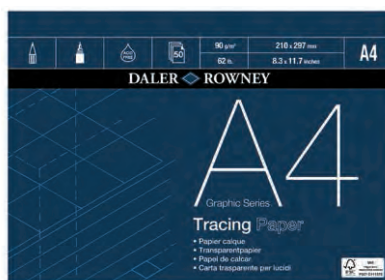 50
90 g/m²
210 x 297 mm
A4
62 lb.
8.3 x 11.7 inches
DALER ROWNEY
A4
Graphic Series
Tracing Paper
• Papier calque
• Transparentpapier
• Papel de calcar
• Carta trasparente per lucidi
FSC